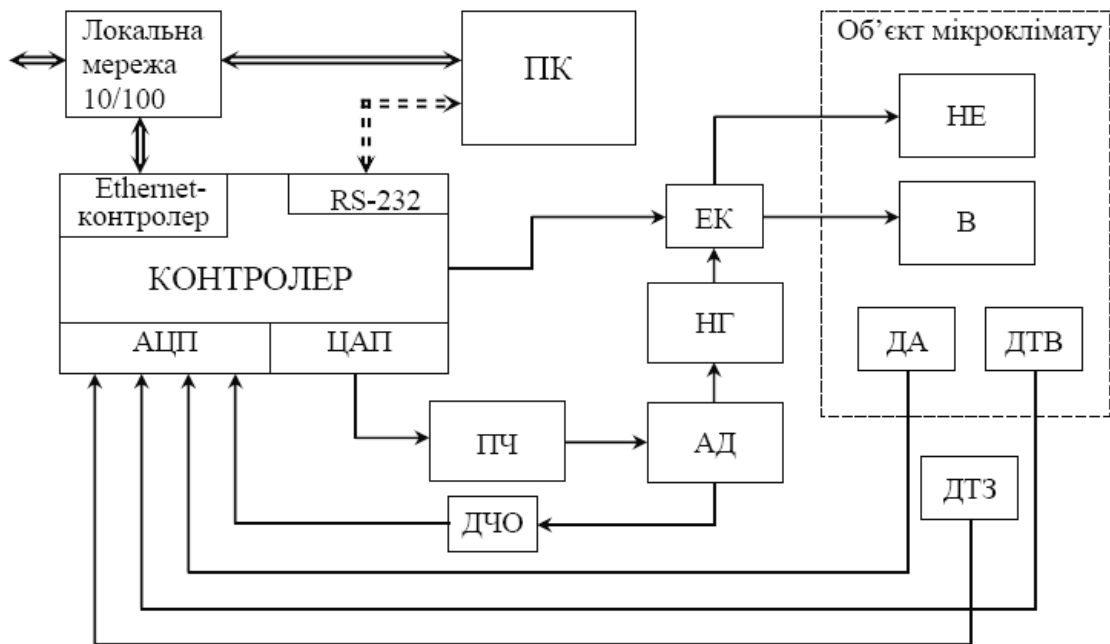 Локальна
мережа
10/100
ПК
Об’єкт мікроклімату
НЕ
Ethernet-
контролер
RS-232
ЕК
В
КОНТРОЛЕР
НГ
АЦП
ЦАП
ДА
ДТВ
ПЧ
АД
ДТЗ
ДЧО